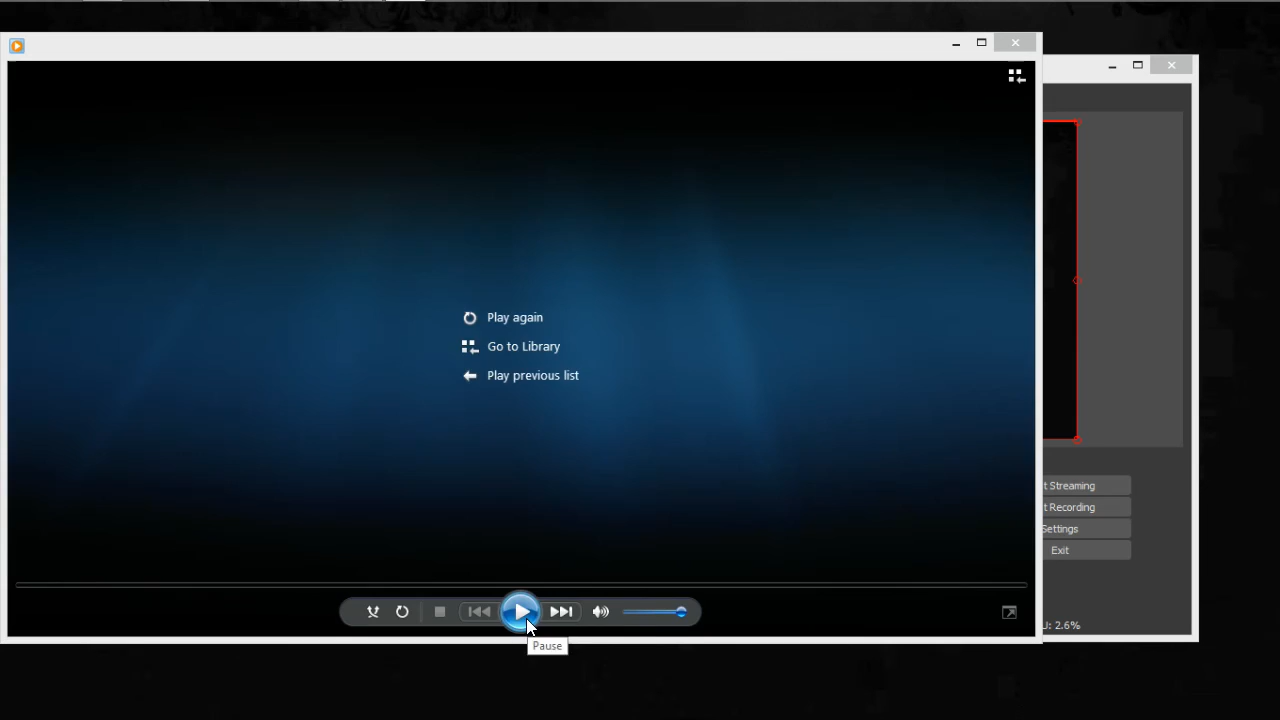 Play again
Go to Library
Play previous list
t Streaming
t Recording
Settings
Exit
Pause
J: 2.6%